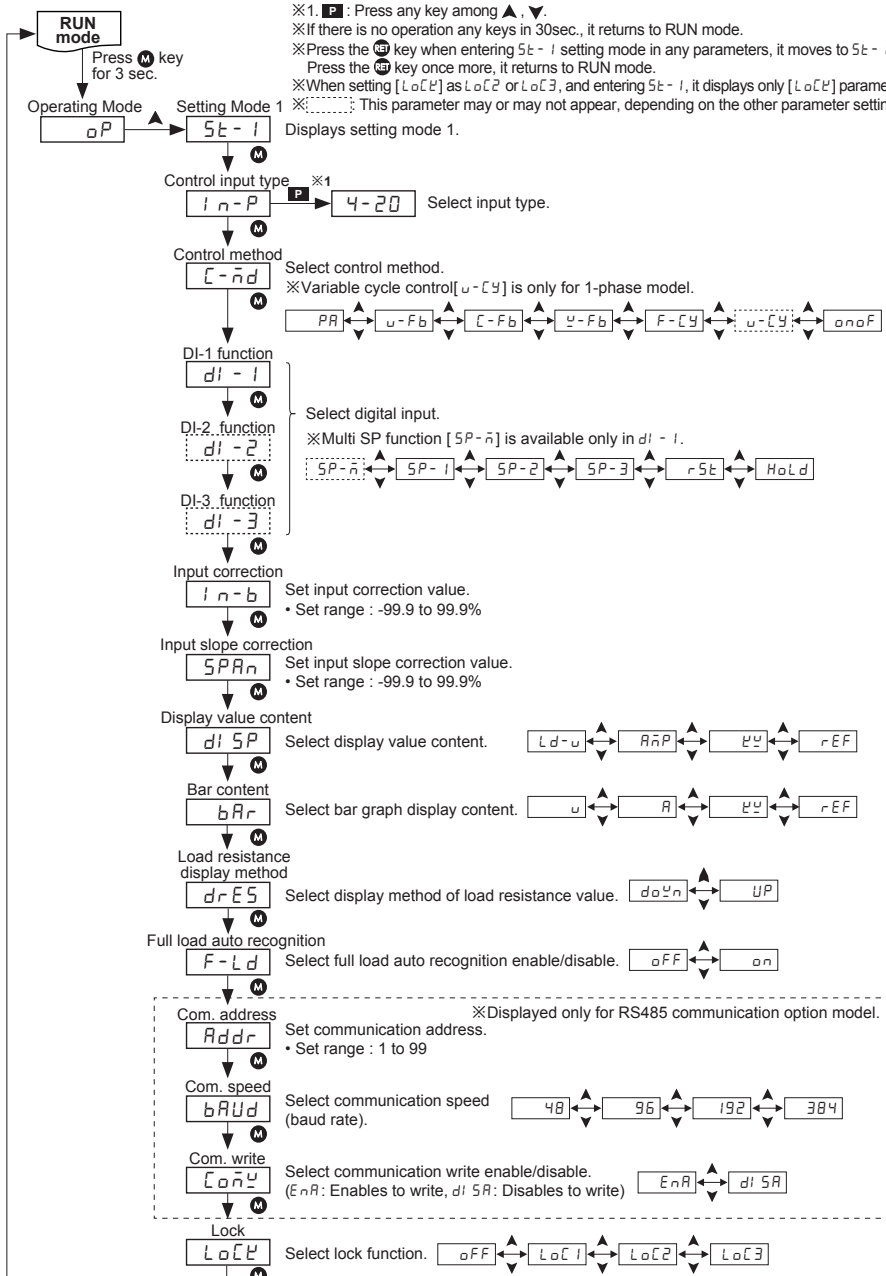 ※1. P : Press any key among ▲, ▼.
※If there is no operation any keys in 30sec., it returns to RUN mode.
※Press the RET key when entering St-1 setting mode in any parameters, it moves to St-
Press the RET key once more, it returns to RUN mode.
※When setting [LoCK] as LoC2 or LoC3, and entering St-1, it displays only [LoCK] parame
※ : This parameter may or may not appear, depending on the other parameter settin
RUN
mode
Press M key
for 3 sec.
Operating Mode
oP
Setting Mode 1
St-1
Displays setting mode 1.
M
Control input type ※1
In-P
P
4-20
Select input type.
M
Control method
C-md
Select control method.
※Variable cycle control[u-CY] is only for 1-phase model.
M
PA u-Fb C-Fb W-Fb F-CY u-CY onoF
DI-1 function
dI-1
M
DI-2 function
dI-2
M
DI-3 function
dI-3
M
Select digital input.
※Multi SP function [SP-m] is available only in dI-1.
SP-m SP-1 SP-2 SP-3 rSt HoLd
Input correction
In-b
Set input correction value.
• Set range : -99.9 to 99.9%
M
Input slope correction
SPAn
Set input slope correction value.
• Set range : -99.9 to 99.9%
M
Display value content
dISP
Select display value content.
Ld-u AmP KW rEF
M
Bar content
bAr
Select bar graph display content.
u A KW rEF
M
Load resistance
display method
drES
Select display method of load resistance value.
doWn UP
M
Full load auto recognition
F-Ld
Select full load auto recognition enable/disable.
oFF on
M
※Displayed only for RS485 communication option model.
Com. address
Addr
Set communication address.
• Set range : 1 to 99
M
Com. speed
bAUd
Select communication speed
(baud rate).
48 96 192 384
M
Com. write
ComW
Select communication write enable/disable.
(EnA: Enables to write, dISA: Disables to write)
EnA dISA
M
Lock
LoCK
Select lock function.
oFF LoC1 LoC2 LoC3
M